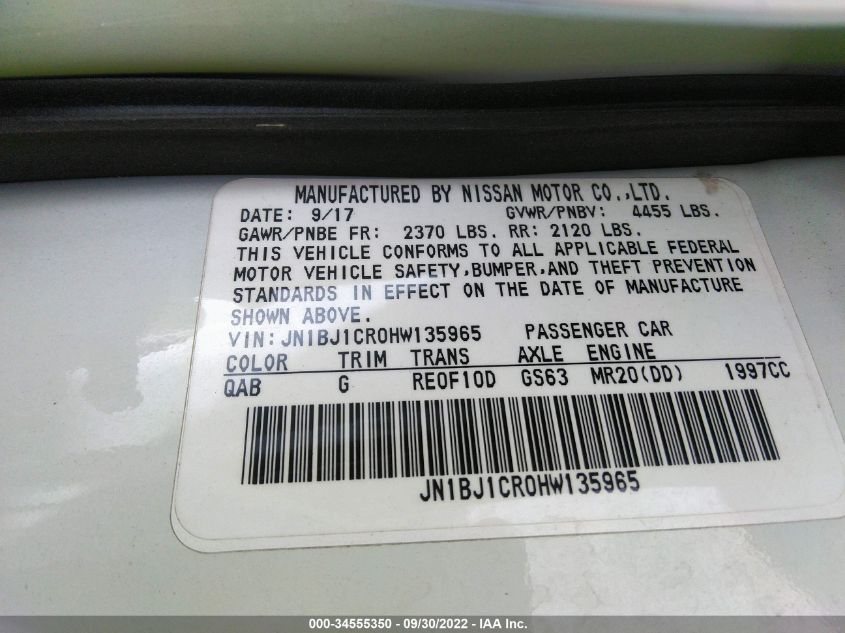 MANUFACTURED BY NISSAN MOTOR CO.,LTD.
DATE: 9/17 GVWR/PNBV: 4455 LBS.
GAWR/PNBE FR: 2370 LBS. RR: 2120 LBS.
THIS VEHICLE CONFORMS TO ALL APPLICABLE FEDERAL
MOTOR VEHICLE SAFETY,BUMPER,AND THEFT PREVENTION
STANDARDS IN EFFECT ON THE DATE OF MANUFACTURE
SHOWN ABOVE.
VIN:JN1BJ1CR0HW135965 PASSENGER CAR
COLOR TRIM TRANS AXLE ENGINE
QAB G RE0F10D GS63 MR20(DD) 1997CC
JN1BJ1CR0HW135965
000-34555350 - 09/30/2022 - IAA Inc.